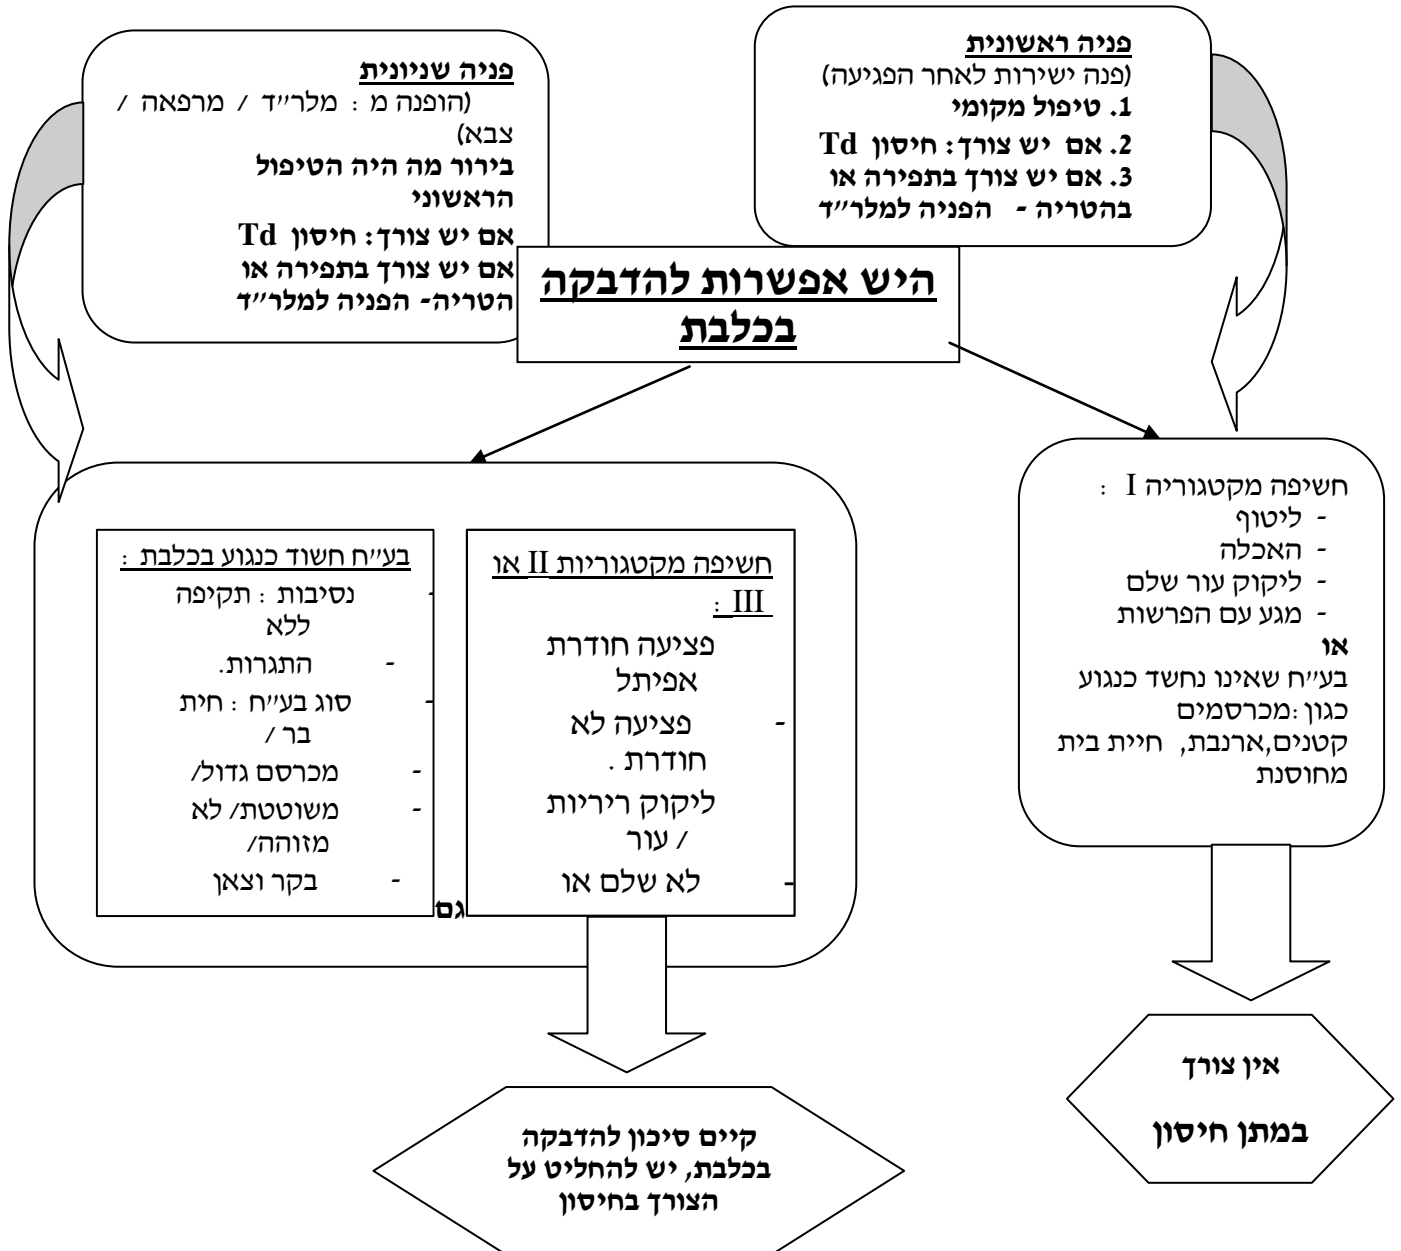 פניה ראשונית
(פנה ישירות לאחר הפגיעה)
1. טיפול מקומי
2. אם יש צורך: חיסון Td
3. אם יש צורך בתפירה או
בהטריה - הפניה למלר״ד
פניה שניונית
(הופנה מ : מלר״ד / מרפאה /
צבא)
בירור מה היה הטיפול
הראשוני
אם יש צורך: חיסון Td
אם יש צורך בתפירה או
הטריה- הפניה למלר״ד
היש אפשרות להדבקה
בכלבת
חשיפה מקטגוריה I :
- ליטוף
- האכלה
- ליקוק עור שלם
- מגע עם הפרשות
או
בע״ח שאינו נחשד כנגוע
כגון :מכרסמים
קטנים,ארנבת, חיית בית
מחוסנת
חשיפה מקטגוריות II או
III :
פציעה חודרת
אפיתל
- פציעה לא
חודרת .
ליקוק ריריות
/ עור
- לא שלם או
גם
בע״ח חשוד כנגוע בכלבת :
- נסיבות : תקיפה
ללא
- התגרות.
- סוג בע״ח : חית
בר /
- מכרסם גדול/
- משוטטת/ לא
מזוהה/
- בקר וצאן
אין צורך
במתן חיסון
קיים סיכון להדבקה
בכלבת, יש להחליט על
הצורך בחיסון